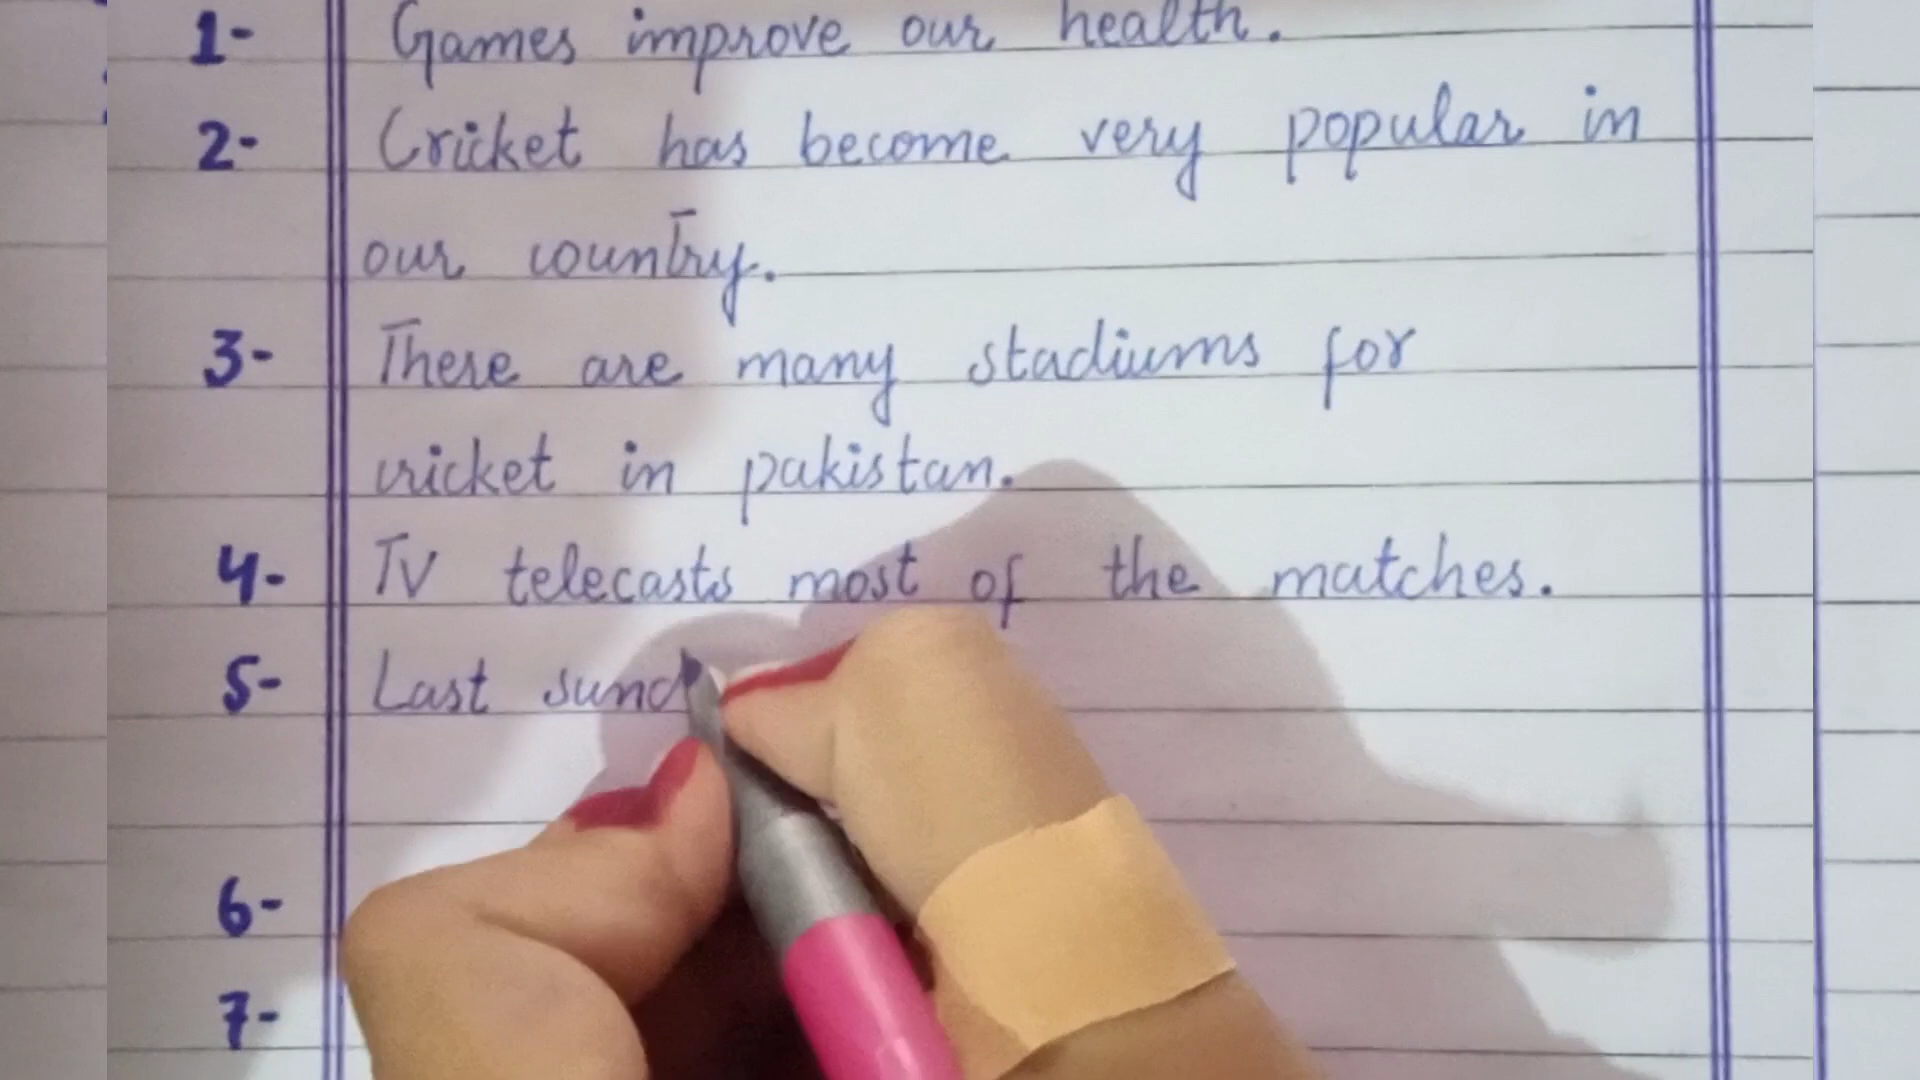 1- Games improve our health.
2- Cricket has become very popular in
our country.
3- There are many stadiums for
cricket in pakistan.
4- TV telecasts most of the matches.
5- Last sund
6-
7-